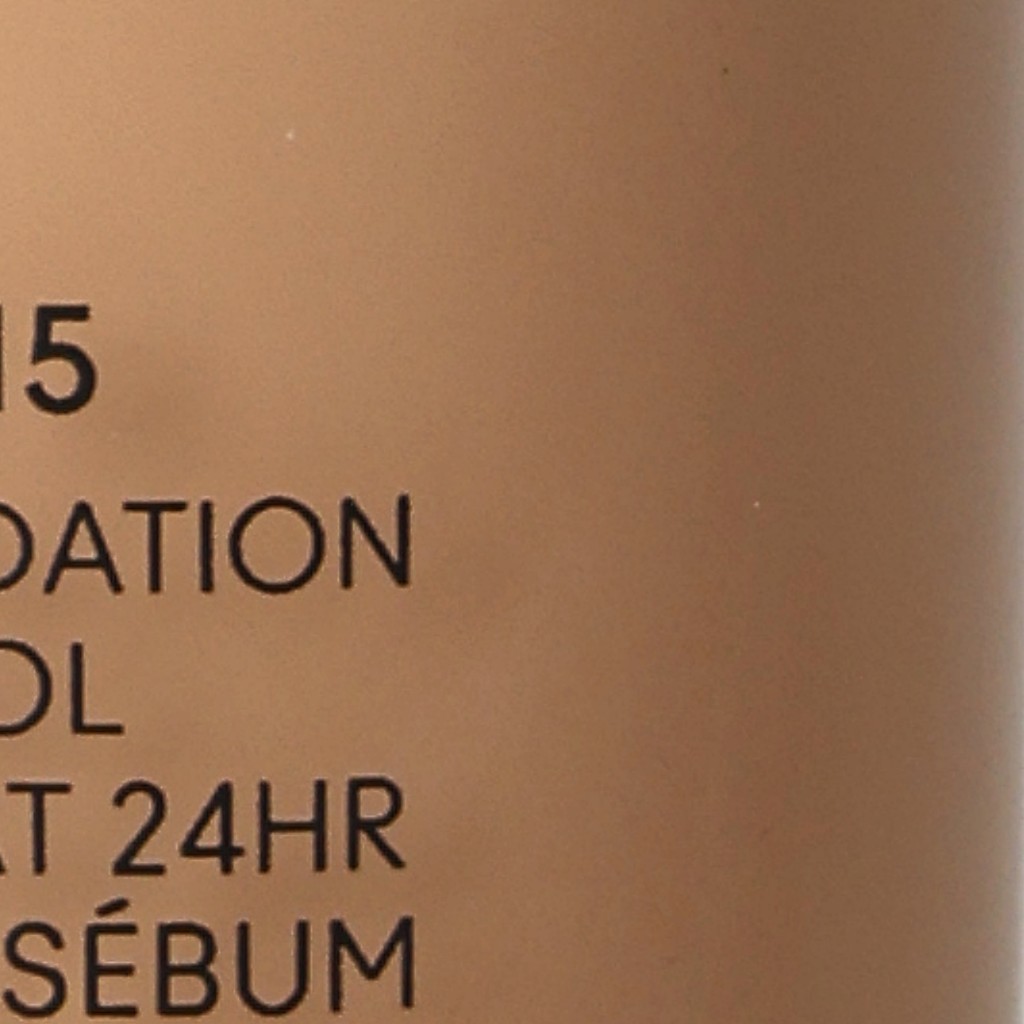 15
DATION
OL
AT 24HR
SÉBUM